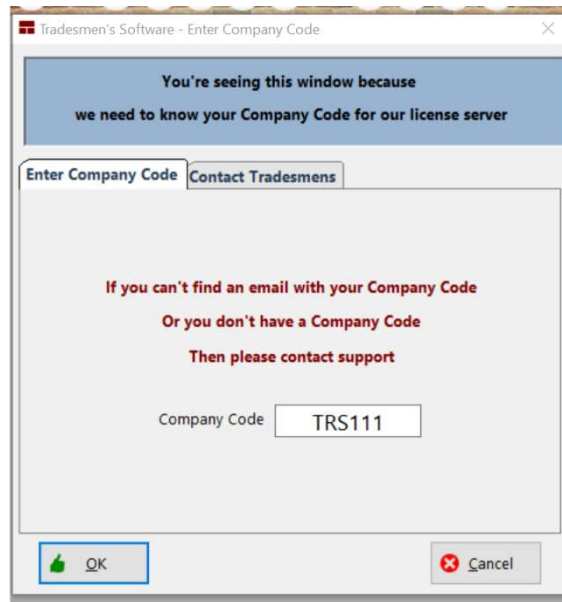 Tradesmen's Software - Enter Company Code
You're seeing this window because
we need to know your Company Code for our license server
Enter Company Code Contact Tradesmens
If you can't find an email with your Company Code
Or you don't have a Company Code
Then please contact support
Company Code TRS111
OK Cancel